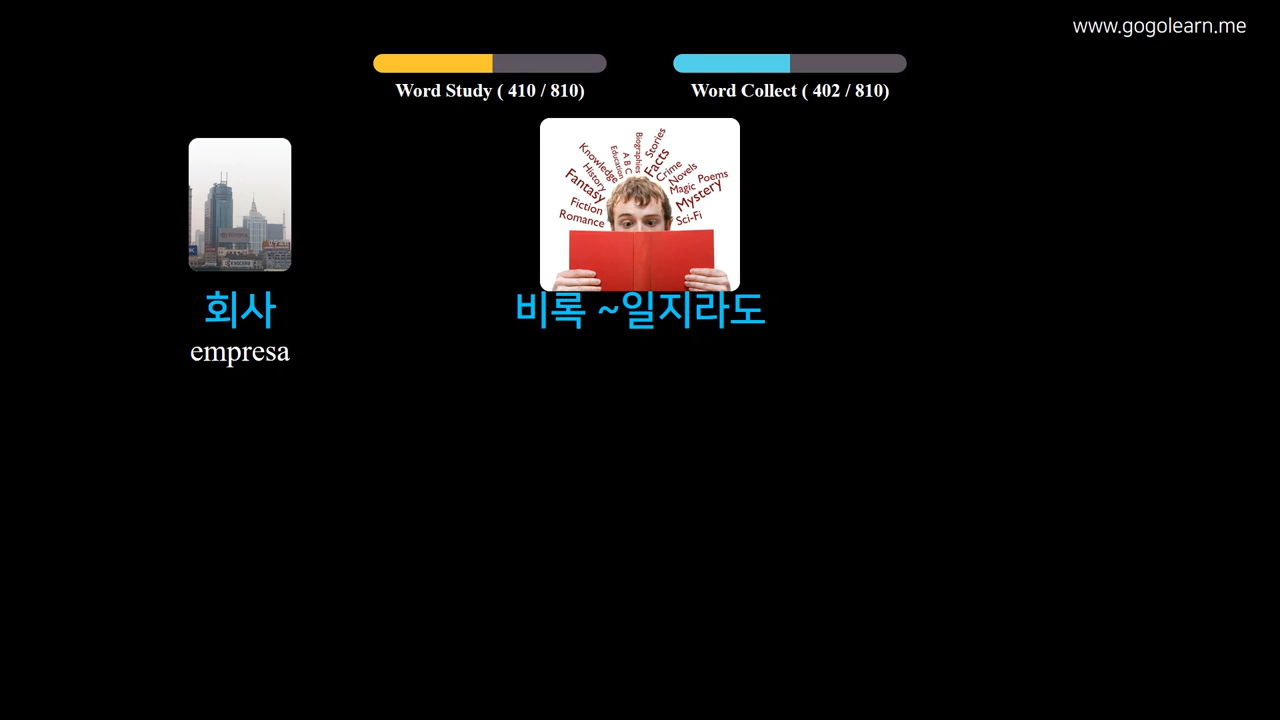 www.gogolearn.me
Word Study ( 410 / 810)
Word Collect ( 402 / 810)
Biographies
Stories
Knowledge
Education
A B C
Facts
Crime
History
Novels
Fantasy
Magic
Poems
Mystery
Fiction
Romance
Sci-Fi
회사
비록 ~일지라도
empresa